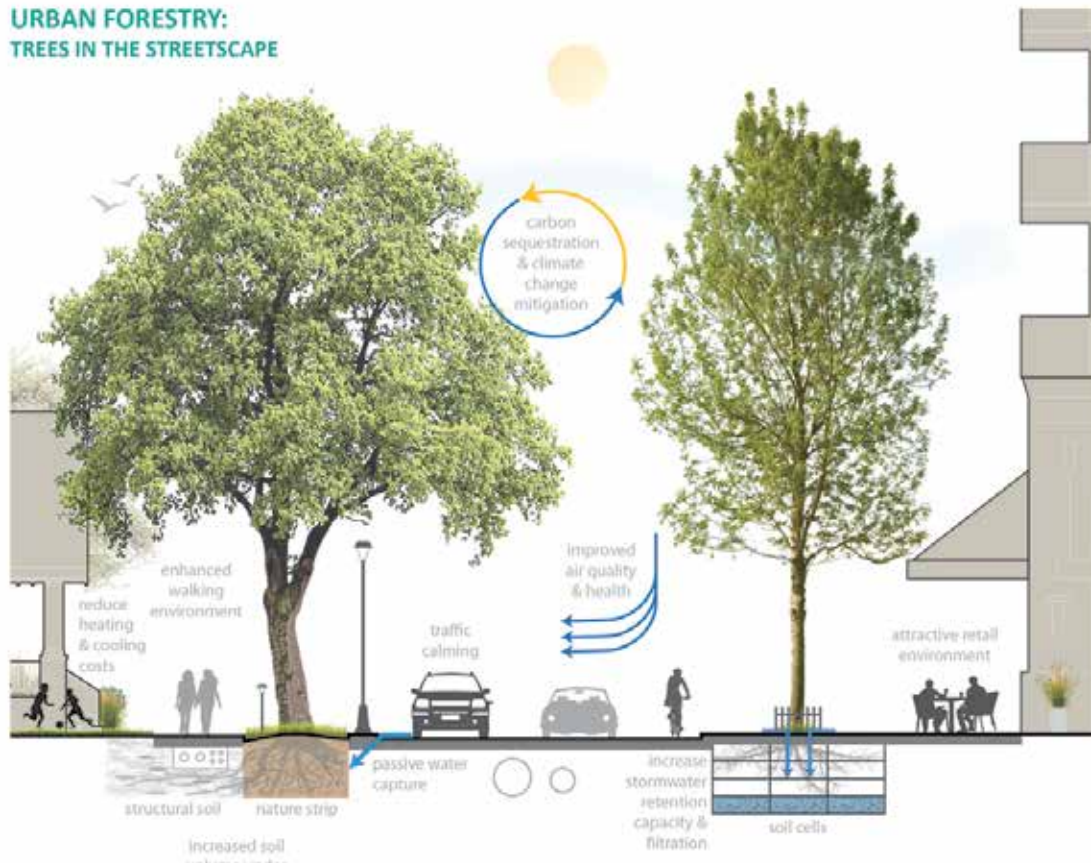 URBAN FORESTRY:
TREES IN THE STREETSCAPE
carbon
sequestration
& climate
change
mitigation
improved
air quality
& health
enhanced
walking
environment
reduce
heating
& cooling
costs
traffic
calming
attractive retail
environment
passive water
capture
increase
stormwater
retention
capacity &
filtration
structural soil
nature strip
soil cells
increased soil